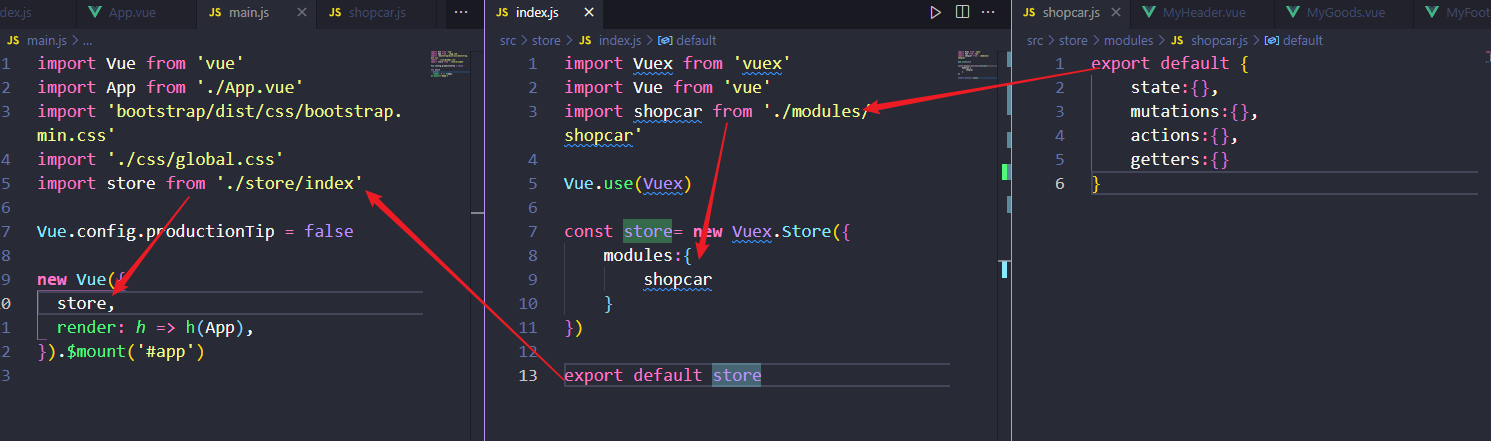 dex.js App.vue main.js shopcar.js
JS main.js > ...
1 import Vue from 'vue'
2 import App from './App.vue'
3 import 'bootstrap/dist/css/bootstrap.
min.css'
4 import './css/global.css'
5 import store from './store/index'
6
7 Vue.config.productionTip = false
8
9 new Vue({
0 store,
1 render: h => h(App),
2 }).$mount('#app')
3
JS index.js
src > store > JS index.js > default
1 import Vuex from 'vuex'
2 import Vue from 'vue'
3 import shopcar from './modules/
shopcar'
4
5 Vue.use(Vuex)
6
7 const store= new Vuex.Store({
8 modules:{
9 shopcar
10 }
11 })
12
13 export default store
JS shopcar.js MyHeader.vue MyGoods.vue MyFoot
src > store > modules > JS shopcar.js > default
1 export default {
2 state:{},
3 mutations:{},
4 actions:{},
5 getters:{}
6 }